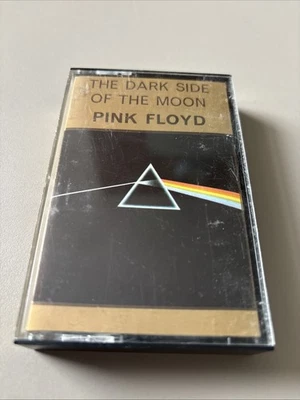 THE DARK SIDE
OF THE MOON
PINK FLOYD